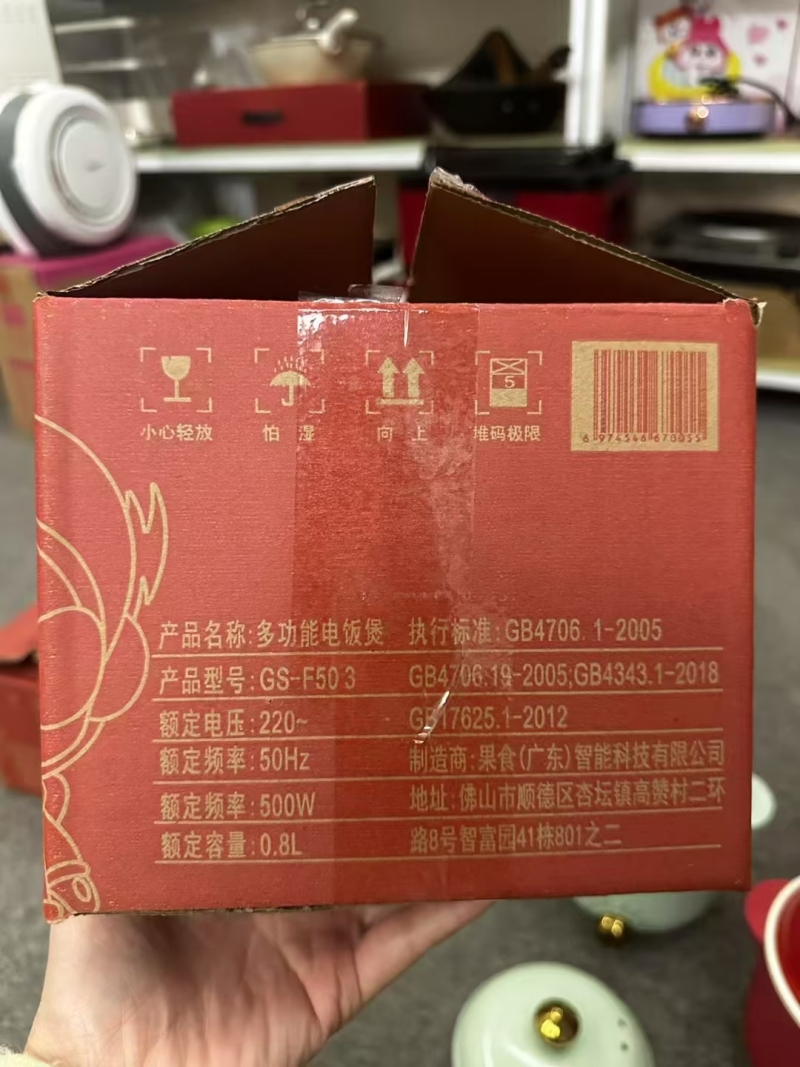 小心轻放
怕 湿
向 上
5
堆码极限
6 974546 670055
产品名称:多功能电饭煲
产品型号:GS-F503
额定电压:220~
额定频率:50Hz
额定频率:500W
额定容量:0.8L
执行标准:GB4706.1-2005
GB4706.19-2005;GB4343.1-2018
GB17625.1-2012
制造商:果食(广东)智能科技有限公司
地址:佛山市顺德区杏坛镇高赞村二环
路8号智富园41栋801之二